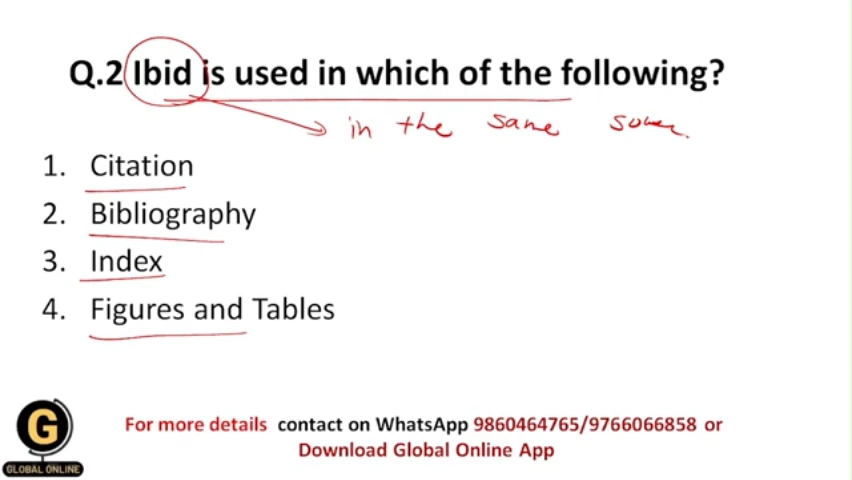 Q.2 Ibid is used in which of the following?
in the same
1. Citation
2. Bibliography
3. Index
4. Figures and Tables
G
GLOBAL ONLINE
For more details contact on WhatsApp 9860464765/9766066858 or
Download Global Online App